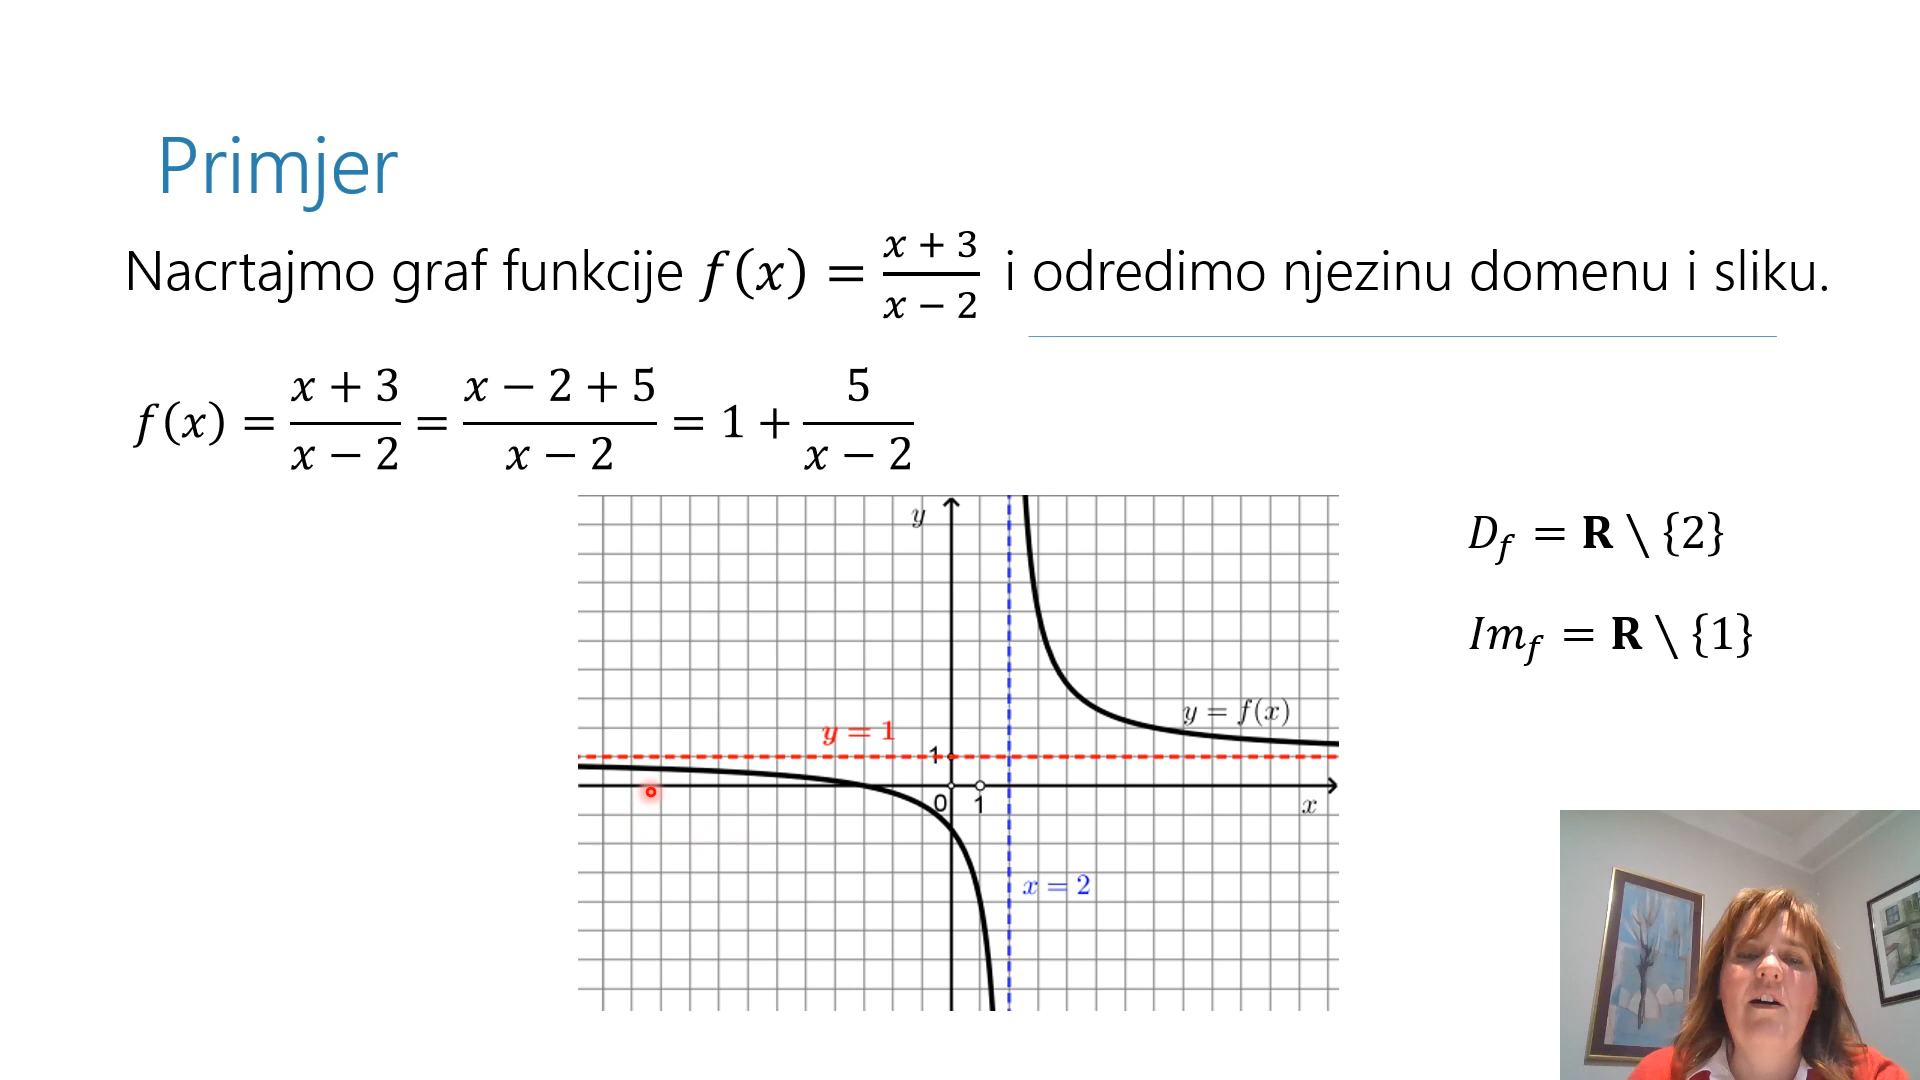 Primjer
Nacrtajmo graf funkcije f(x) = (x + 3)/(x − 2) i odredimo njezinu domenu i sliku.
f(x) = (x + 3)/(x − 2) = (x − 2 + 5)/(x − 2) = 1 + 5/(x − 2)
y
D_f = R \ {2}
Im_f = R \ {1}
y = f(x)
y = 1
1
0 1 x
x = 2